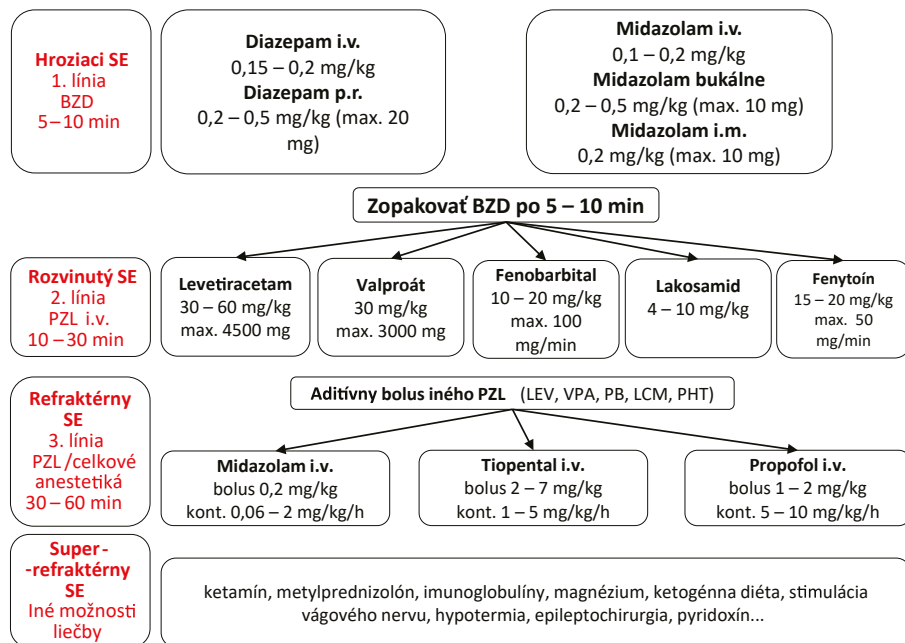 Hroziaci SE
1. línia
BZD
5–10 min
Diazepam i.v.
0,15 – 0,2 mg/kg
Diazepam p.r.
0,2 – 0,5 mg/kg (max. 20
mg)
Midazolam i.v.
0,1 – 0,2 mg/kg
Midazolam bukálne
0,2 – 0,5 mg/kg (max. 10 mg)
Midazolam i.m.
0,2 mg/kg (max. 10 mg)
Zopakovať BZD po 5 – 10 min
Rozvinutý SE
2. línia
PZL i.v.
10 – 30 min
Levetiracetam
30 – 60 mg/kg
max. 4500 mg
Valproát
30 mg/kg
max. 3000 mg
Fenobarbital
10 – 20 mg/kg
max. 100
mg/min
Lakosamid
4 – 10 mg/kg
Fenytoín
15 – 20 mg/kg
max. 50
mg/min
Refraktérny
SE
3. línia
PZL/celkové
anestetiká
30 – 60 min
Aditívny bolus iného PZL (LEV, VPA, PB, LCM, PHT)
Midazolam i.v.
bolus 0,2 mg/kg
kont. 0,06 – 2 mg/kg/h
Tiopental i.v.
bolus 2 – 7 mg/kg
kont. 1 – 5 mg/kg/h
Propofol i.v.
bolus 1 – 2 mg/kg
kont. 5 – 10 mg/kg/h
Super-
-refraktérny
SE
Iné možnosti
liečby
ketamín, metylprednizolón, imunoglobulíny, magnézium, ketogénna diéta, stimulácia
vágového nervu, hypotermia, epileptochirurgia, pyridoxín...